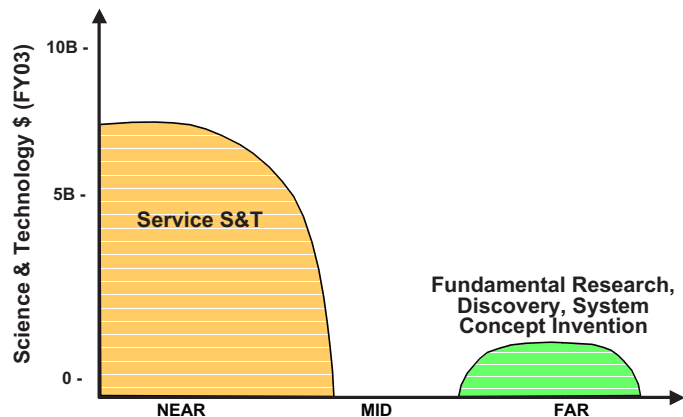 Science & Technology $ (FY03)
10B -
5B -
0 -
Service S&T
Fundamental Research,
Discovery, System
Concept Invention
NEAR
MID
FAR